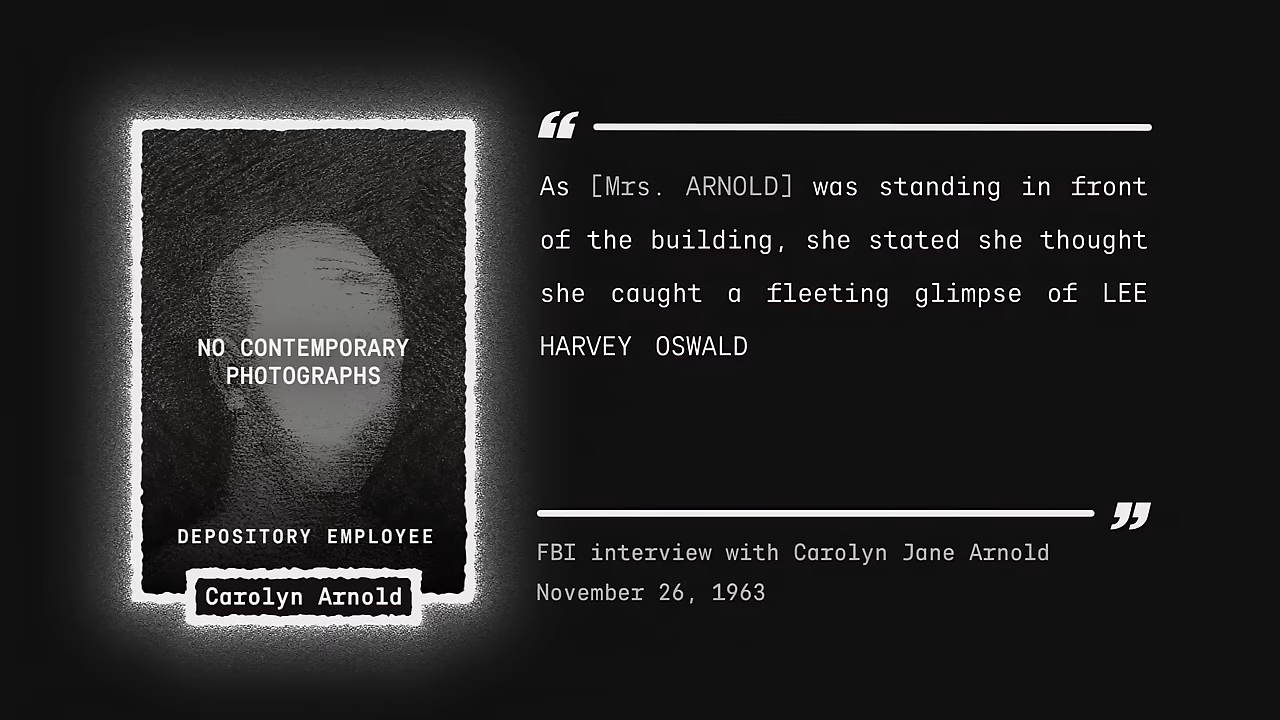 “
As [Mrs. ARNOLD] was standing in front
of the building, she stated she thought
she caught a fleeting glimpse of LEE
HARVEY OSWALD
”
NO CONTEMPORARY
PHOTOGRAPHS
DEPOSITORY EMPLOYEE
Carolyn Arnold
FBI interview with Carolyn Jane Arnold
November 26, 1963